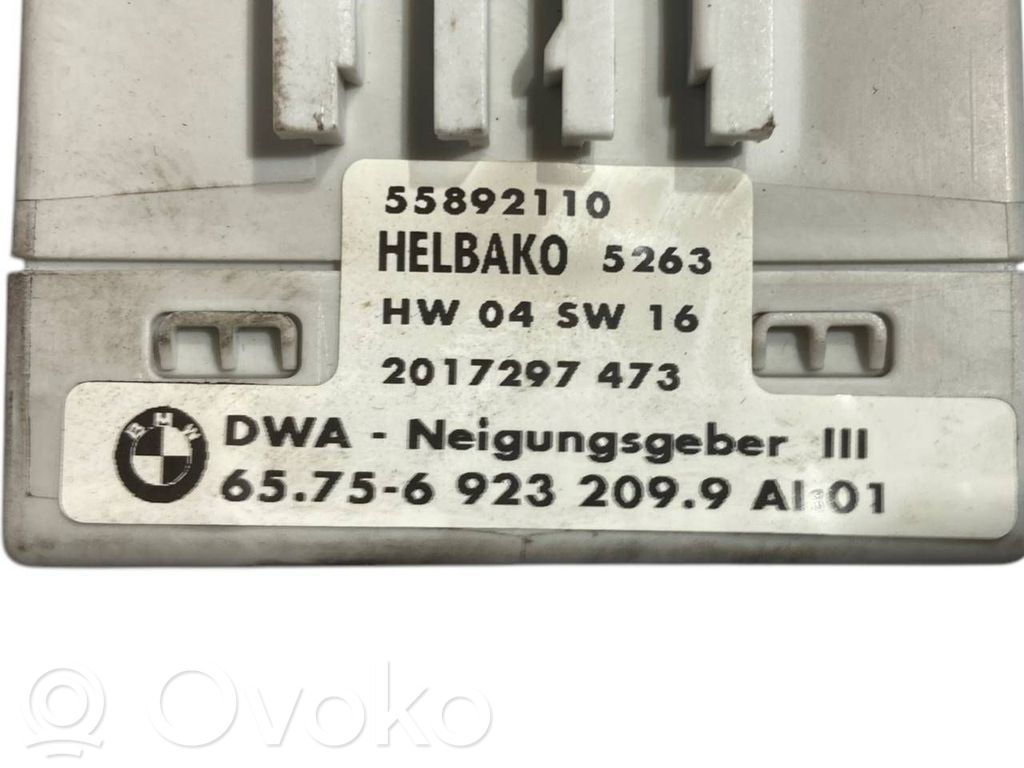 55892110
HELBAKO 5263
HW 04 SW 16
2017297 473
BMW
DWA - Neigungsgeber III
65.75-6 923 209.9 AI:01
Ovoko